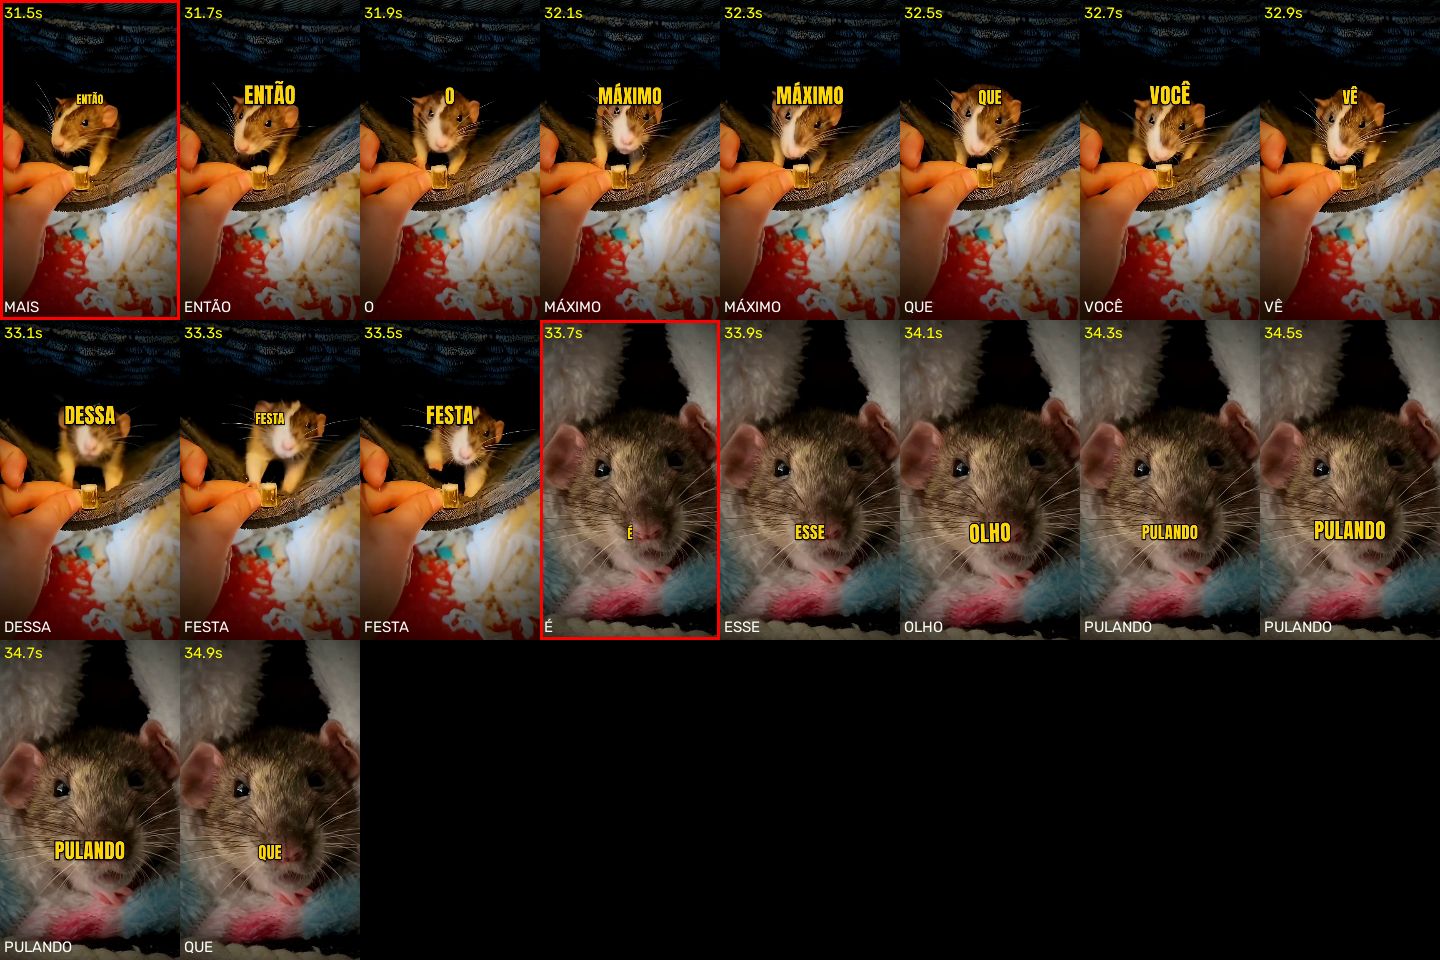 31.5s 31.7s 31.9s 32.1s 32.3s 32.5s 32.7s 32.9s
ENTÃO ENTÃO O MÁXIMO MÁXIMO QUE VOCÊ VÊ
MAIS ENTÃO O MÁXIMO MÁXIMO QUE VOCÊ VÊ
33.1s 33.3s 33.5s 33.7s 33.9s 34.1s 34.3s 34.5s
DESSA FESTA FESTA É ESSE OLHO PULANDO PULANDO
DESSA FESTA FESTA É ESSE OLHO PULANDO PULANDO
34.7s 34.9s
PULANDO QUE
PULANDO QUE